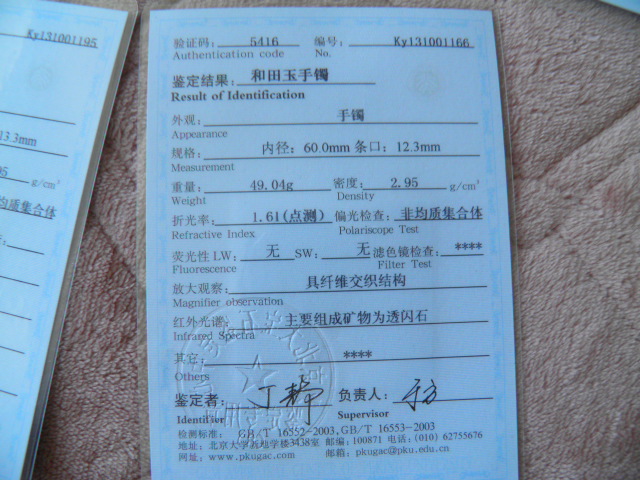 Ky131001195
13.3mm
95 g/cm³
均质集合体
验证码: 5416 编号: Ky131001166
Authentication code No.
鉴定结果: 和田玉手镯
Result of Identification
外观: 手镯
Appearance
规格: 内径: 60.0mm 条口: 12.3mm
Measurement
重量: 49.04g 密度: 2.95 g/cm³
Weight Density
折光率: 1.61(点测) 偏光检查: 非均质集合体
Refractive Index Polariscope Test
荧光性 LW: 无 SW: 无 滤色镜检查: ****
Fluorescence Filter Test
放大观察: 具纤维交织结构
Magnifier observation
红外光谱: 主要组成矿物为透闪石
Infrared Spectra
其它: ****
Others
鉴定者: 丁静 负责人:
Identifier Supervisor
检测标准: GB/T 16552-2003,GB/T 16553-2003
地址: 北京大学逸地学楼3438室 邮编: 100871 电话: (010) 62755676
网址: www.pkugac.com 邮箱: pkugac@pku.edu.cn